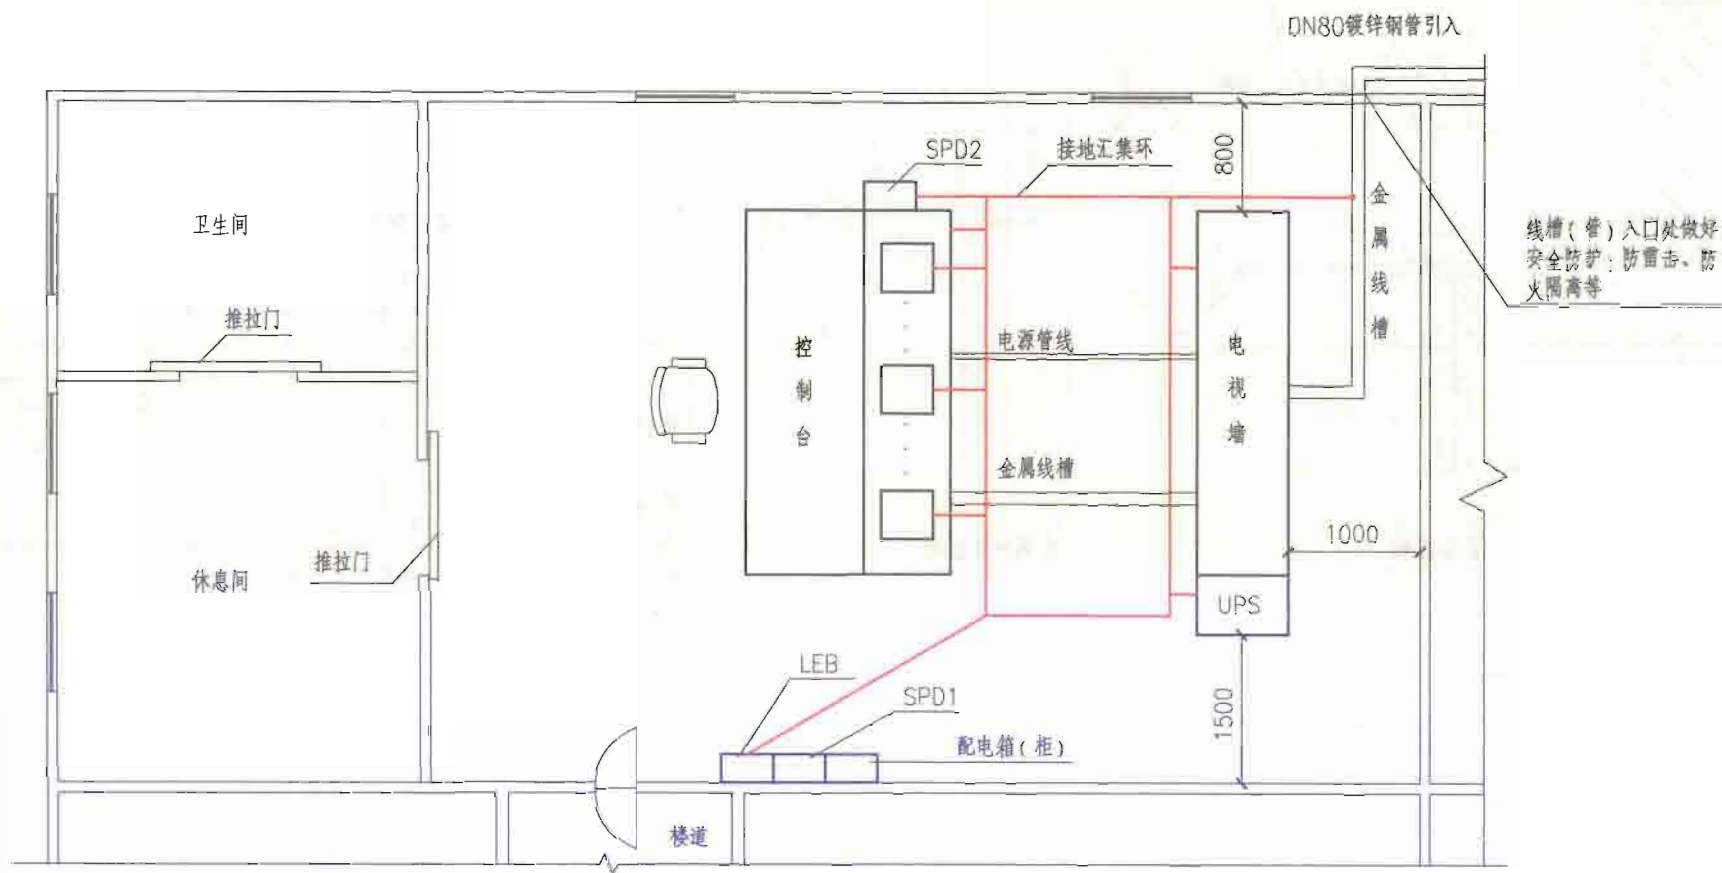 DN80镀锌钢管引入
SPD2
接地汇集环
800
金属线槽
卫生间
线槽(管)入口处做好
安全防护:防雷击、防
火隔离等
推拉门
控制台
电源管线
电视墙
金属线槽
1000
推拉门
休息间
UPS
LEB
SPD1
1500
配电箱(柜)
楼道